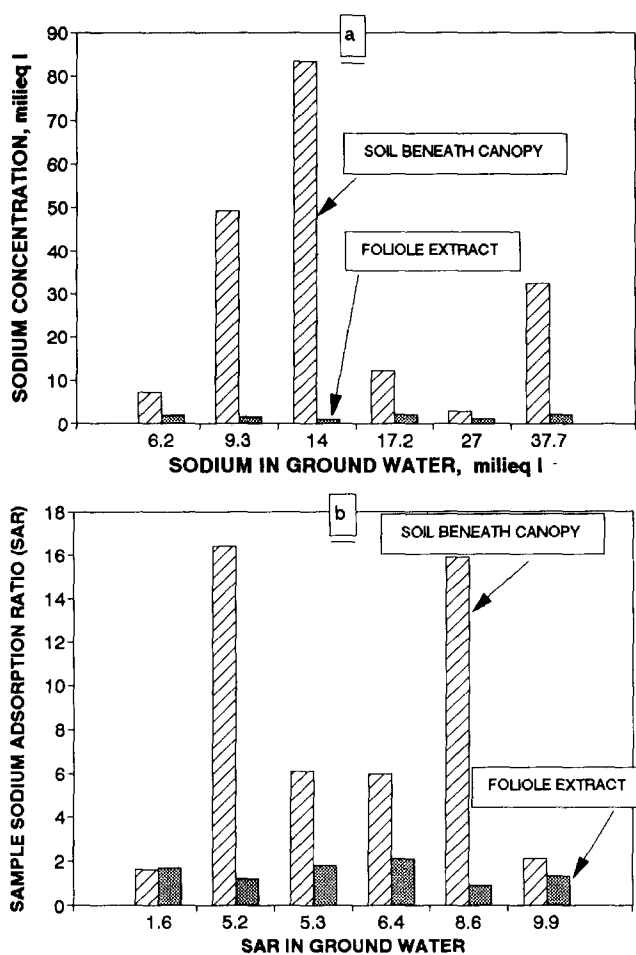 a
SODIUM CONCENTRATION, milieq l
90
80
70
60
50
40
30
20
10
0
SOIL BENEATH CANOPY
FOLIOLE EXTRACT
6.2 9.3 14 17.2 27 37.7
SODIUM IN GROUND WATER, milieq l -
b
SAMPLE SODIUM ADSORPTION RATIO (SAR)
18
16
14
12
10
8
6
4
2
0
SOIL BENEATH CANOPY
FOLIOLE EXTRACT
1.6 5.2 5.3 6.4 8.6 9.9
SAR IN GROUND WATER